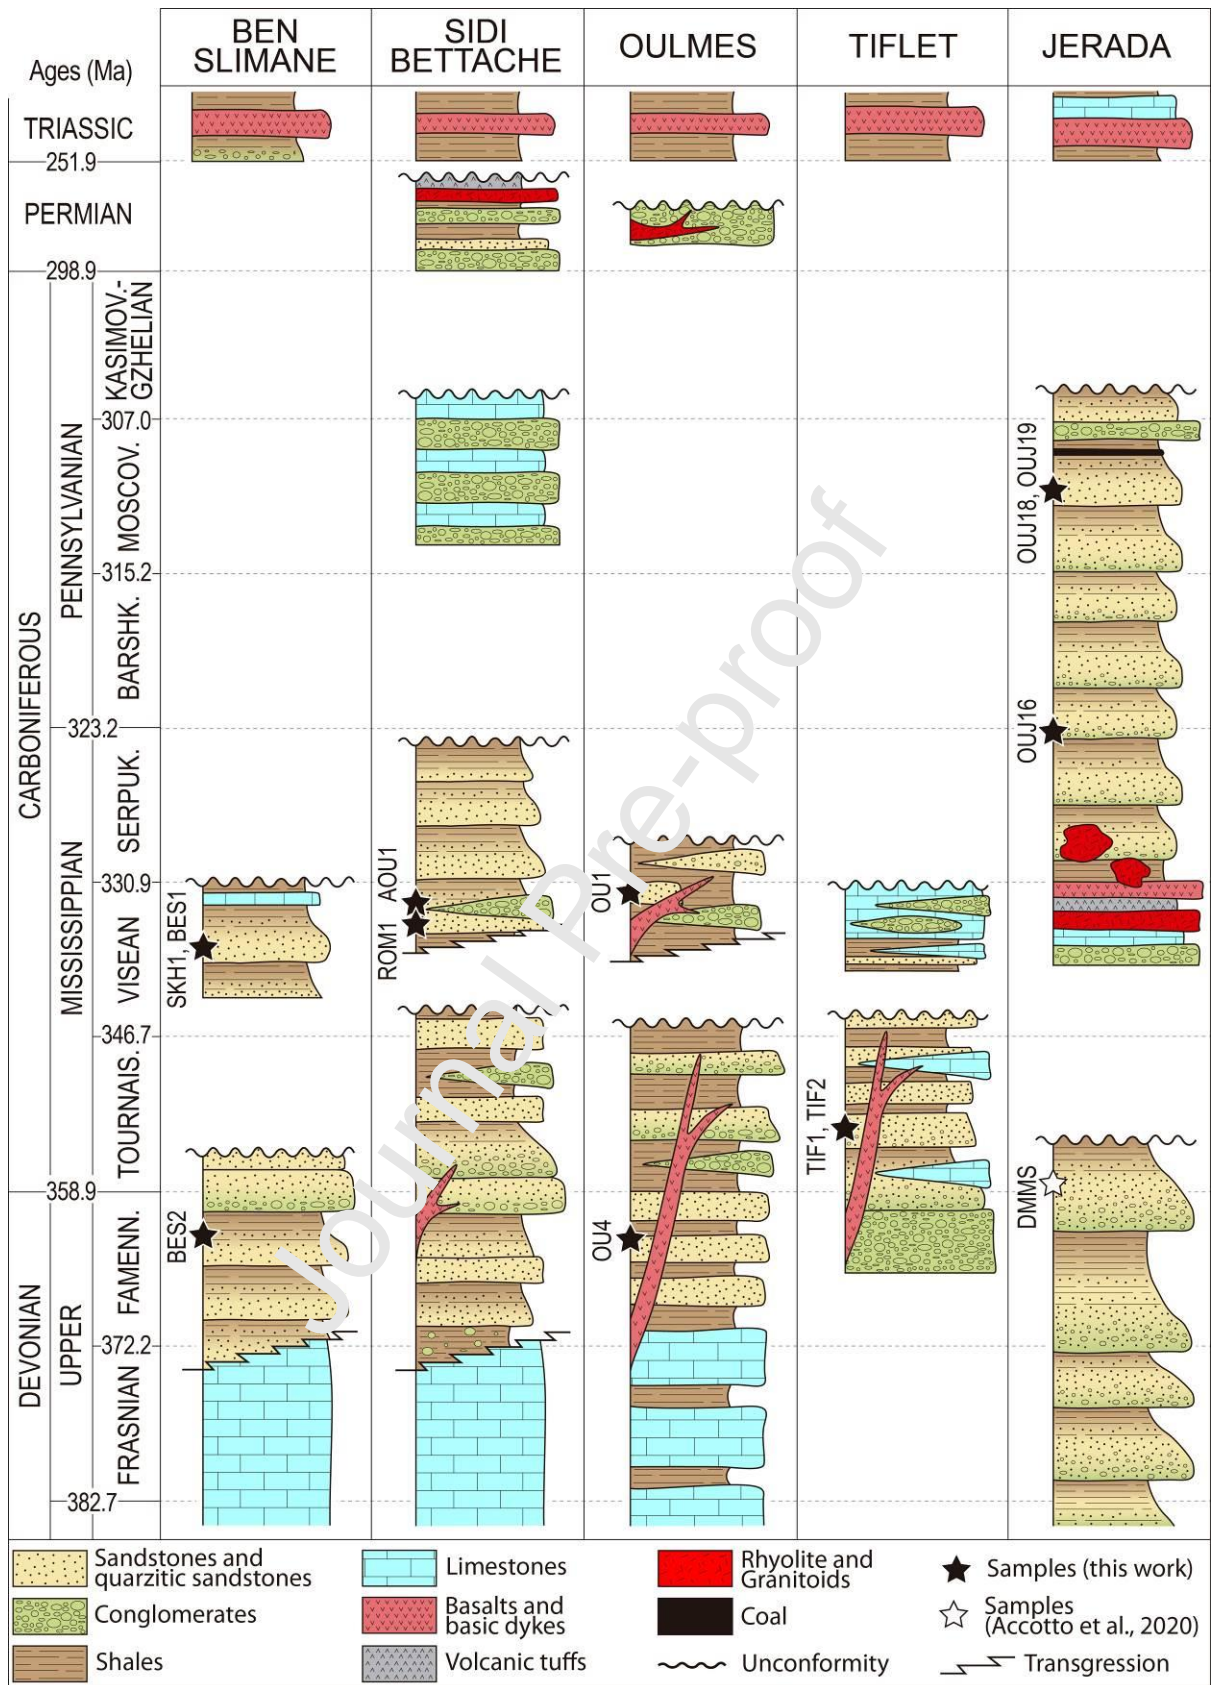 Ages (Ma)
BEN
SLIMANE
SIDI
BETTACHE
OULMES
TIFLET
JERADA
TRIASSIC
251.9
PERMIAN
298.9
CARBONIFEROUS
PENNSYLVANIAN
KASIMOV.-
GZHELIAN
307.0
MOSCOV.
315.2
BARSHK.
323.2
MISSISSIPPIAN
SERPUK.
330.9
VISEAN
346.7
TOURNAIS.
358.9
DEVONIAN
UPPER
FAMENN.
372.2
FRASNIAN
382.7
SKH1, BES1
BES2
AOU1
ROM1
OU1
OU4
TIF1, TIF2
OUJ18, OUJ19
OUJ16
DMMS
Journal Pre-proof
Sandstones and
quarzitic sandstones
Conglomerates
Shales
Limestones
Basalts and
basic dykes
Volcanic tuffs
Rhyolite and
Granitoids
Coal
Unconformity
Samples (this work)
Samples
(Accotto et al., 2020)
Transgression